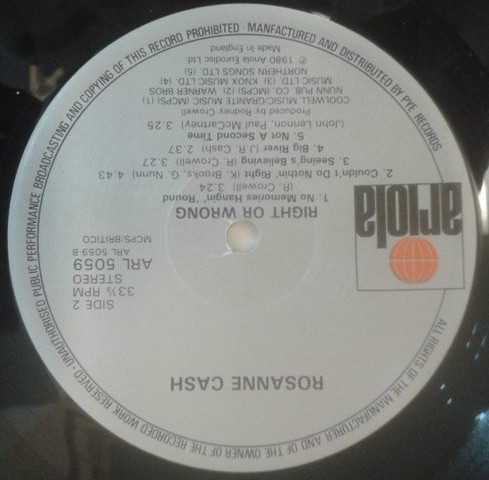 ROSANNE CASH
ariola
SIDE 2
33⅓ RPM
STEREO
ARL 5059
ARL 5059-B
MCPS/BRITICO
RIGHT OR WRONG
1. No Memories Hangin' 'Round
(R. Crowell) 3.24
2. Couldn't Do Nothin' Right (K. Brooks, G. Nunn) 4.43
3. Seeing's Believing (R. Crowell) 3.27
4. Big River (J.R. Cash) 2.37
5. Not A Second Time
(John Lennon, Paul McCartney) 3.25
Produced by Rodney Crowell
COOLWELL MUSIC/GRANITE MUSIC (MCPS) (1)
NUNN PUB. CO. (MCPS) (2) WARNER BROS
MUSIC LTD. (3) KNOX MUSIC LTD. (4)
NORTHERN SONGS LTD. (5)
℗ 1980 Ariola Eurodisc Ltd.
Made in England
ALL RIGHTS OF THE MANUFACTURER AND OF THE OWNER OF THE RECORDED WORK RESERVED · UNAUTHORISED PUBLIC PERFORMANCE BROADCASTING AND COPYING OF THIS RECORD PROHIBITED · MANFACTURED AND DISTRIBUTED BY PYE RECORDS